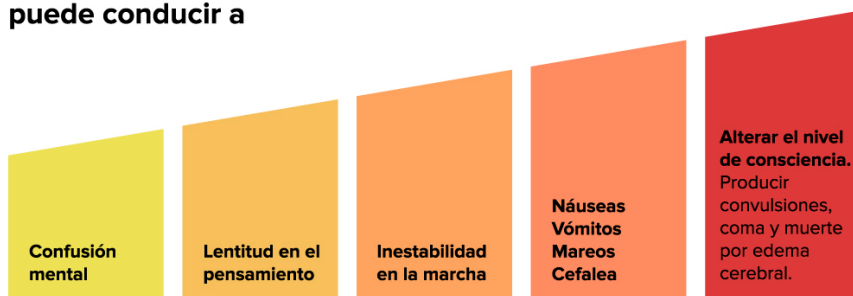 puede conducir a
Confusión
mental
Lentitud en el
pensamiento
Inestabilidad
en la marcha
Náuseas
Vómitos
Mareos
Cefalea
Alterar el nivel
de consciencia.
Producir
convulsiones,
coma y muerte
por edema
cerebral.